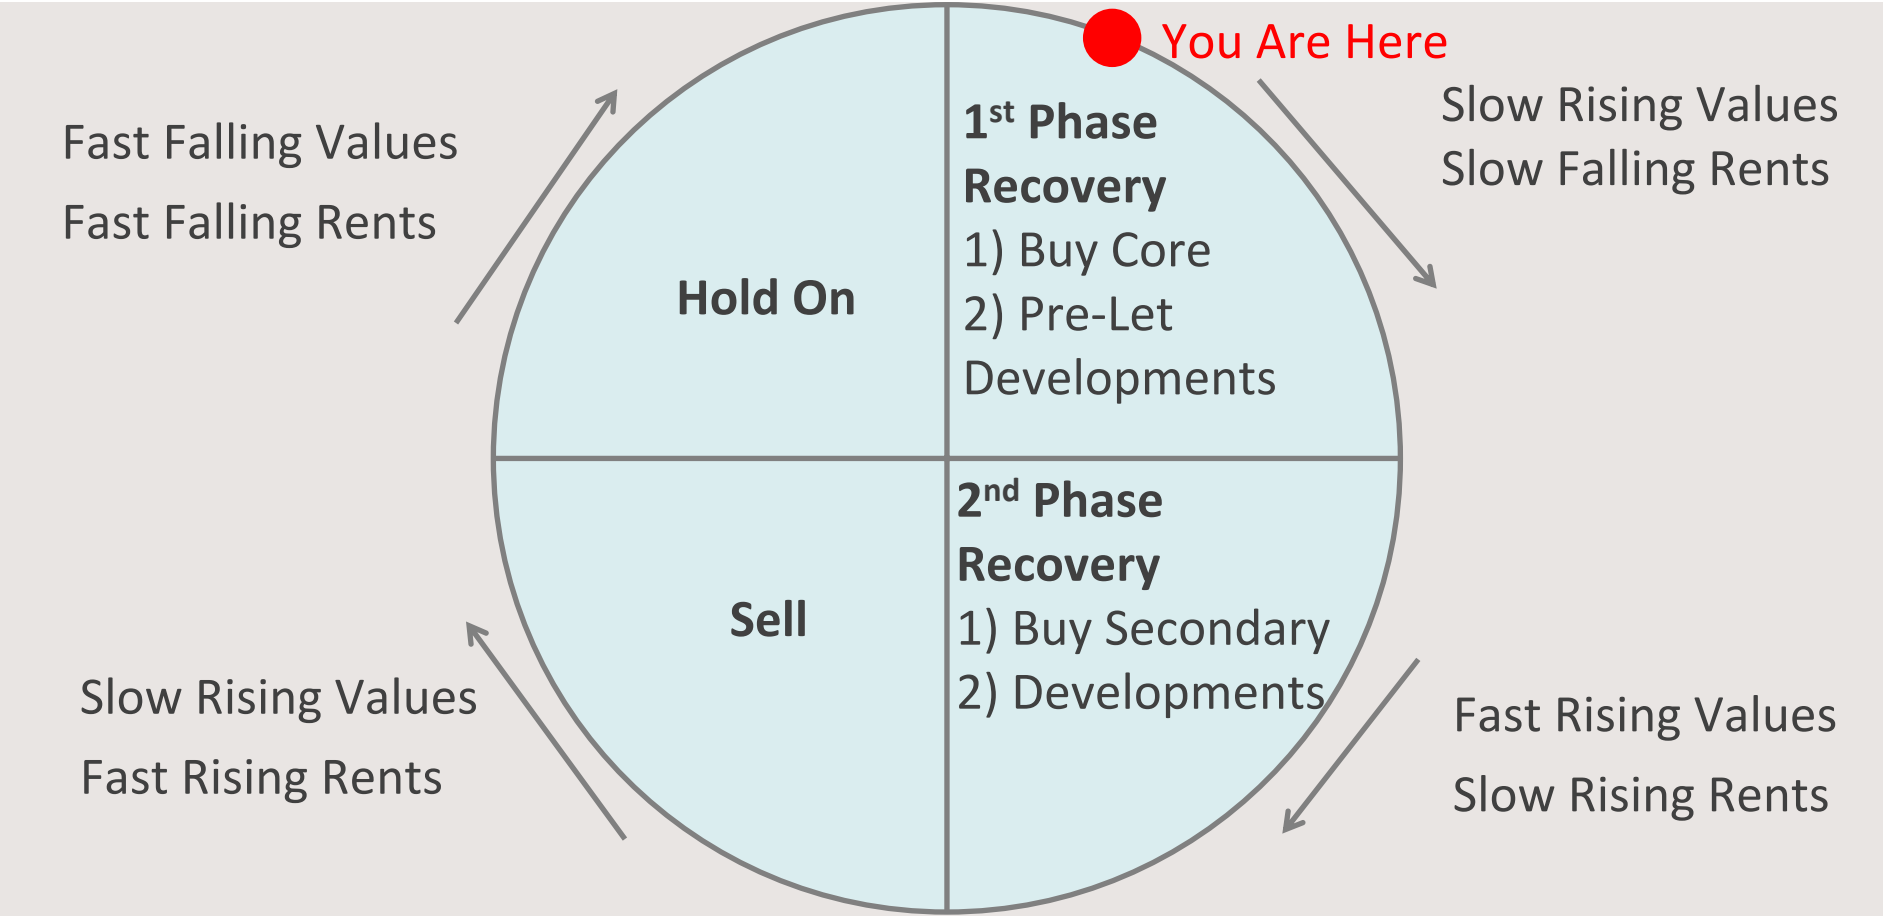 You Are Here
Slow Rising Values
Slow Falling Rents
Fast Falling Values
Fast Falling Rents
Hold On
1st Phase
Recovery
1) Buy Core
2) Pre-Let
Developments
Sell
2nd Phase
Recovery
1) Buy Secondary
2) Developments
Slow Rising Values
Fast Rising Rents
Fast Rising Values
Slow Rising Rents